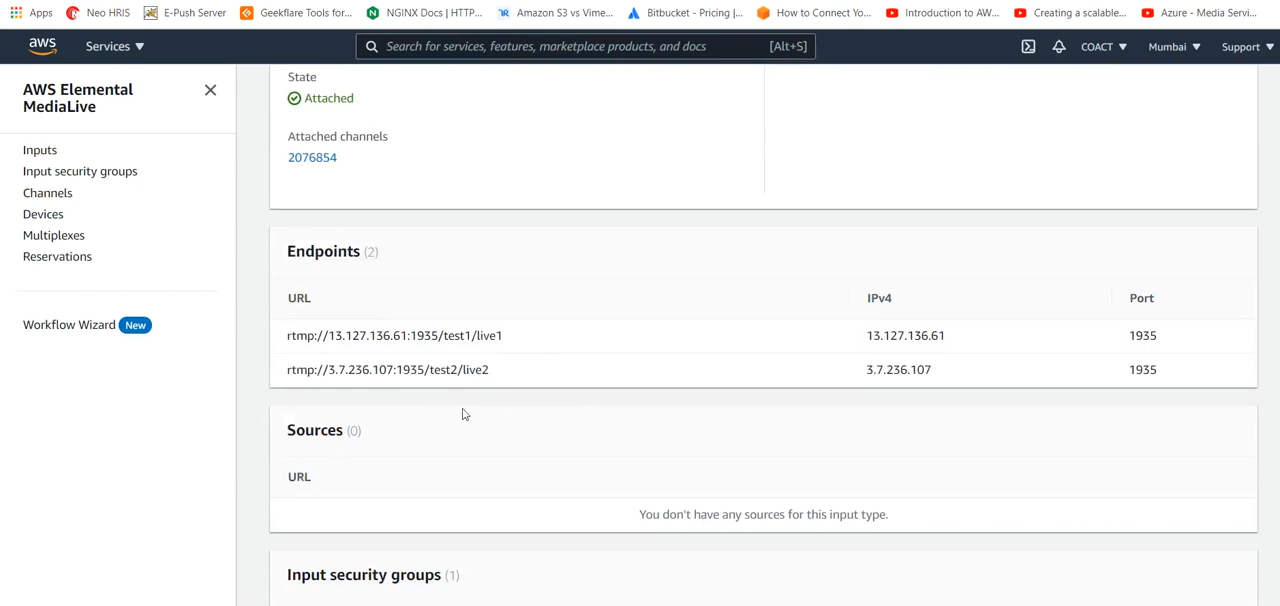 Apps Neo HRIS E-Push Server Geekflare Tools for... NGINX Docs | HTTP... Amazon S3 vs Vime... Bitbucket - Pricing |... How to Connect Yo... Introduction to AW... Creating a scalable... Azure - Media Servi...
aws Services ▼ Search for services, features, marketplace products, and docs [Alt+S] COACT ▼ Mumbai ▼ Support ▼
AWS Elemental
MediaLive
Inputs
Input security groups
Channels
Devices
Multiplexes
Reservations
Workflow Wizard New
State
Attached
Attached channels
2076854
Endpoints (2)
URL IPv4 Port
rtmp://13.127.136.61:1935/test1/live1 13.127.136.61 1935
rtmp://3.7.236.107:1935/test2/live2 3.7.236.107 1935
Sources (0)
URL
You don't have any sources for this input type.
Input security groups (1)